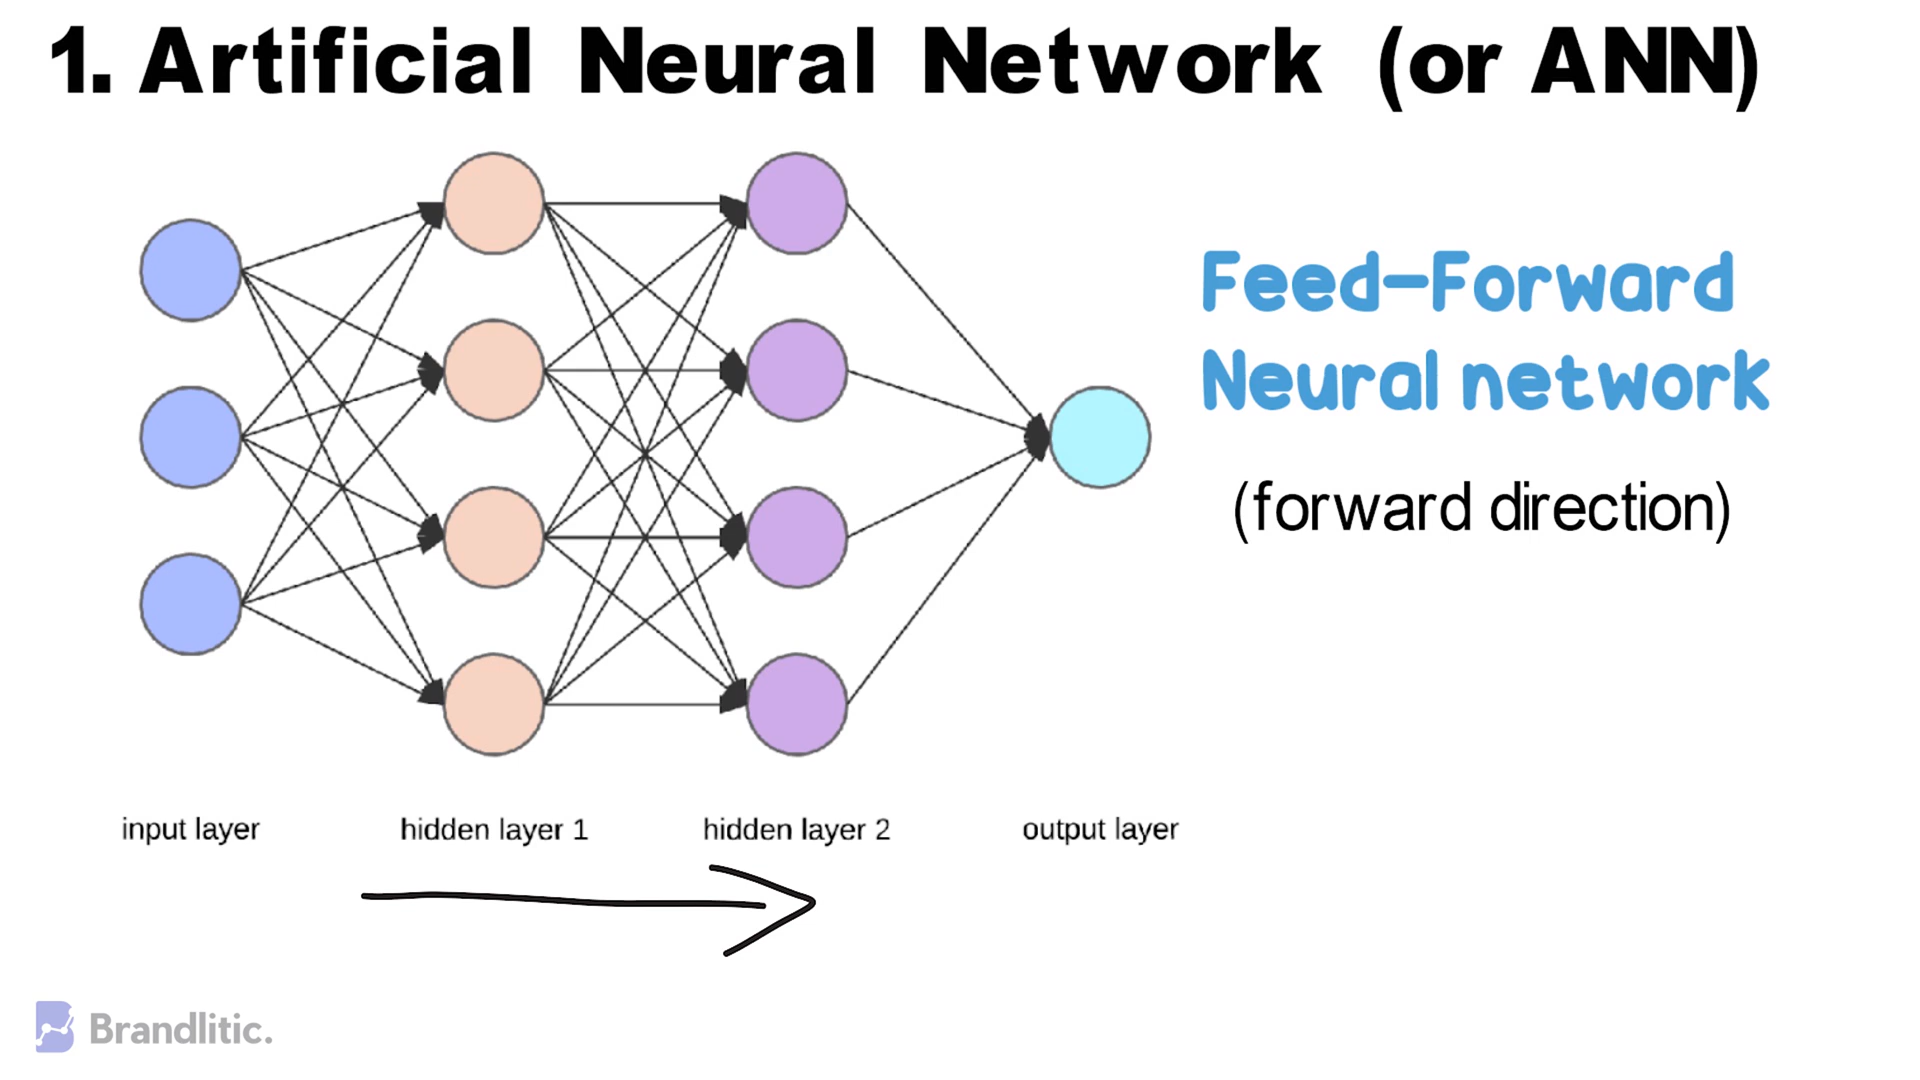 1. Artificial Neural Network (or ANN)
Feed-Forward
Neural network
(forward direction)
input layer
hidden layer 1
hidden layer 2
output layer
Brandlitic.